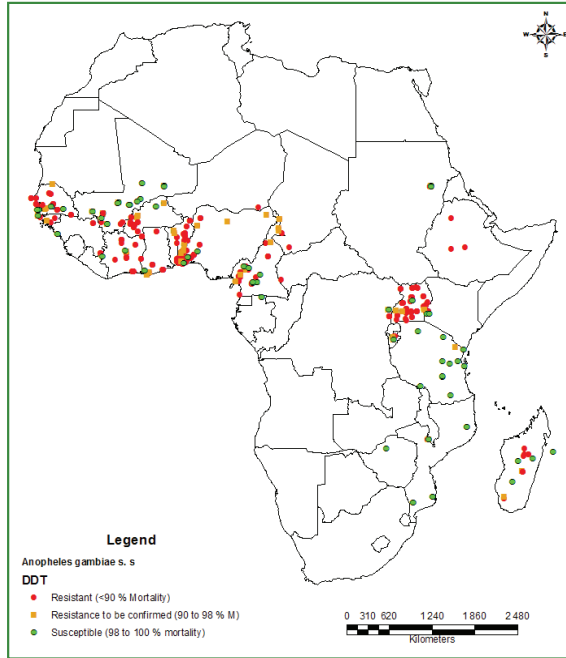 N
W E
S
Legend
Anopheles gambiae s. s
DDT
Resistant (<90 % Mortality)
Resistance to be confirmed (90 to 98 % M)
Susceptible (98 to 100 % mortality)
0 310 620 1 240 1 860 2 480
Kilometers